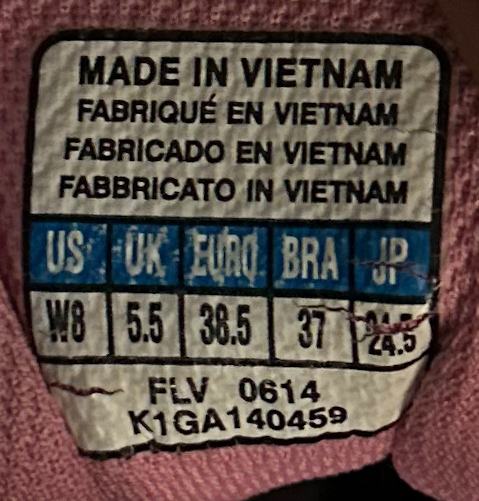 MADE IN VIETNAM
FABRIQUÉ EN VIETNAM
FABRICADO EN VIETNAM
FABBRICATO IN VIETNAM
US UK EURO BRA JP
W8 5.5 38.5 37 24.5
FLV 0614
K1GA140459